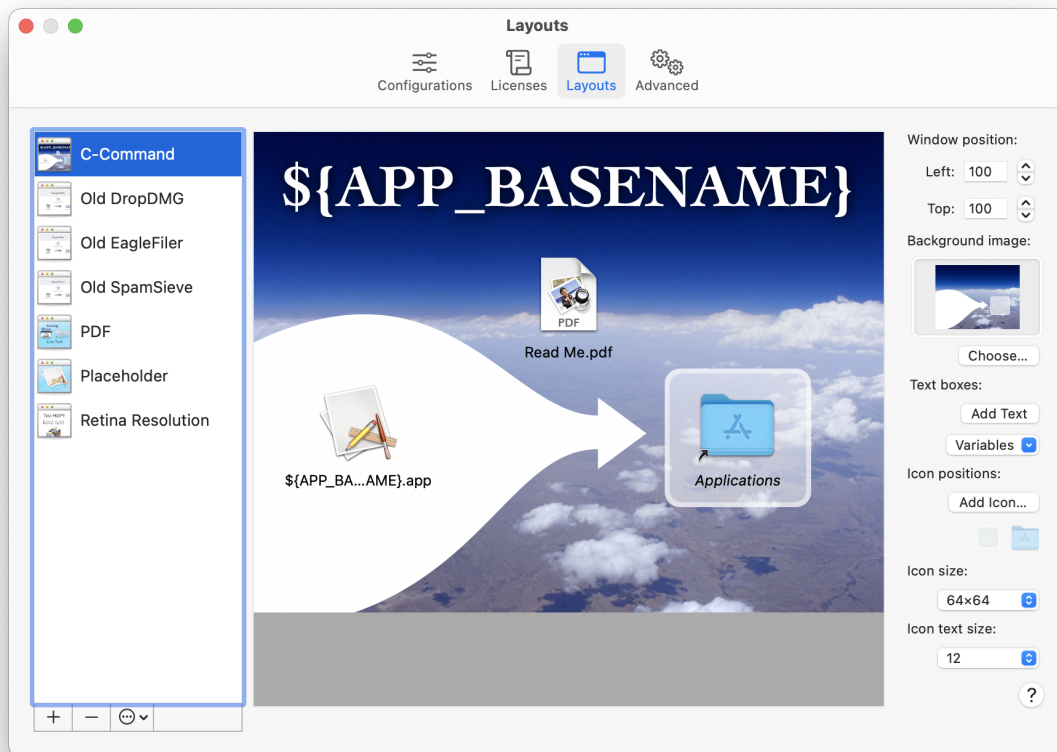 Layouts
Configurations
Licenses
Layouts
Advanced
C-Command
Old DropDMG
Old EagleFiler
Old SpamSieve
PDF
Placeholder
Retina Resolution
${APP_BASENAME}
PDF
Read Me.pdf
${APP_BA...AME}.app
Applications
Window position:
Left: 100
Top: 100
Background image:
Choose...
Text boxes:
Add Text
Variables
Icon positions:
Add Icon...
Icon size:
64×64
Icon text size:
12
?